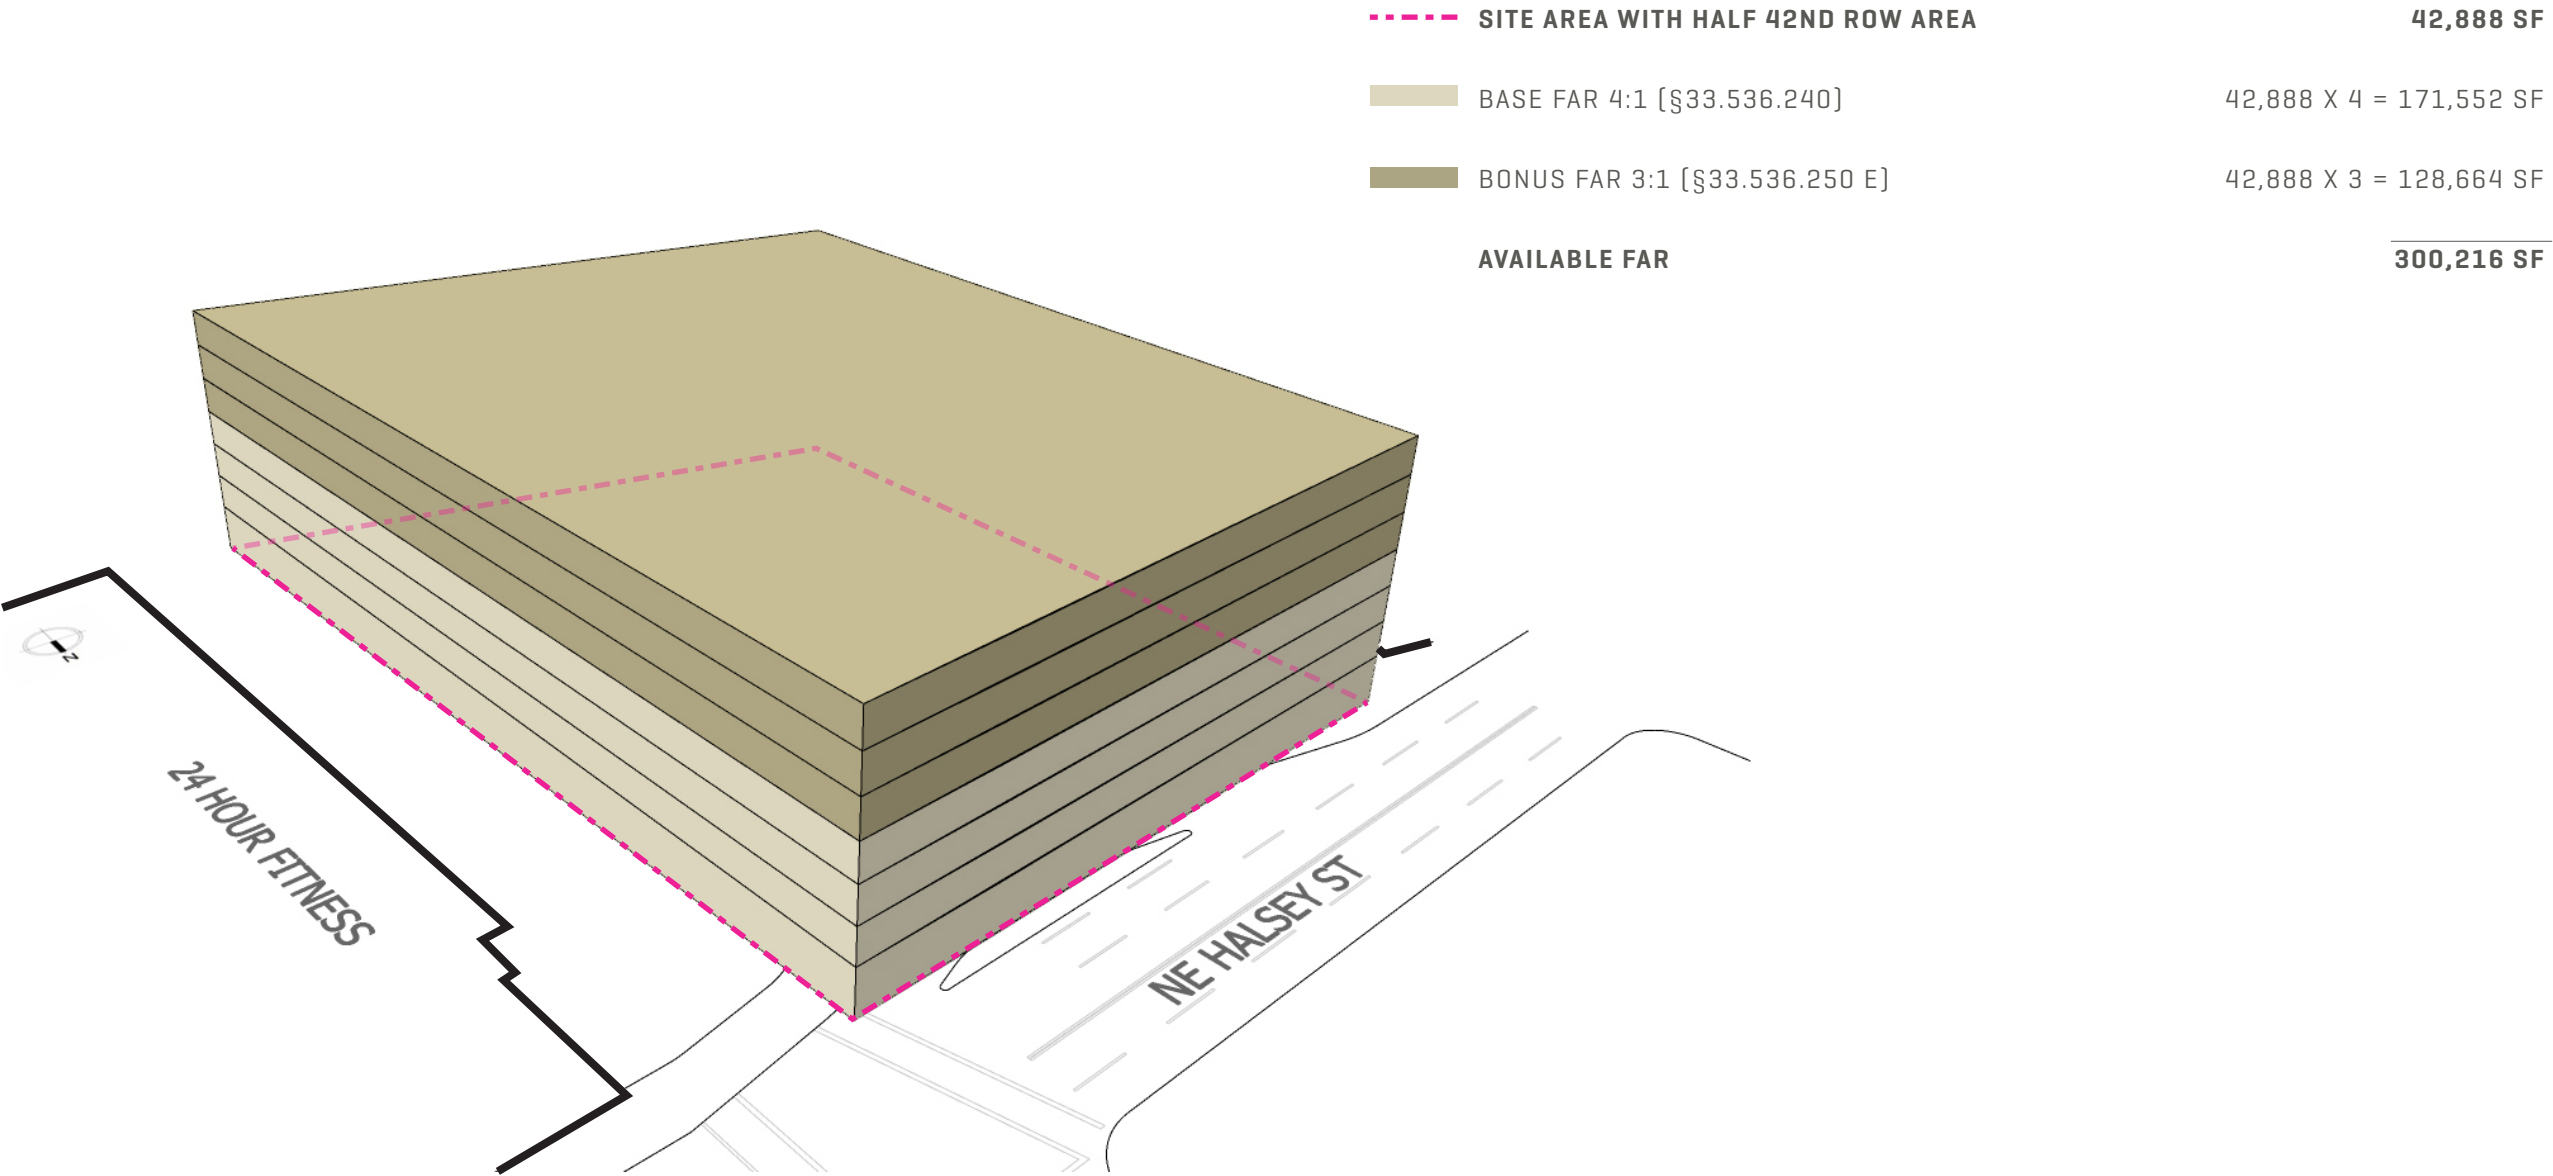 SITE AREA WITH HALF 42ND ROW AREA 42,888 SF
BASE FAR 4:1 (§33.536.240) 42,888 X 4 = 171,552 SF
BONUS FAR 3:1 (§33.536.250 E) 42,888 X 3 = 128,664 SF
AVAILABLE FAR 300,216 SF
N
24 HOUR FITNESS
NE HALSEY ST